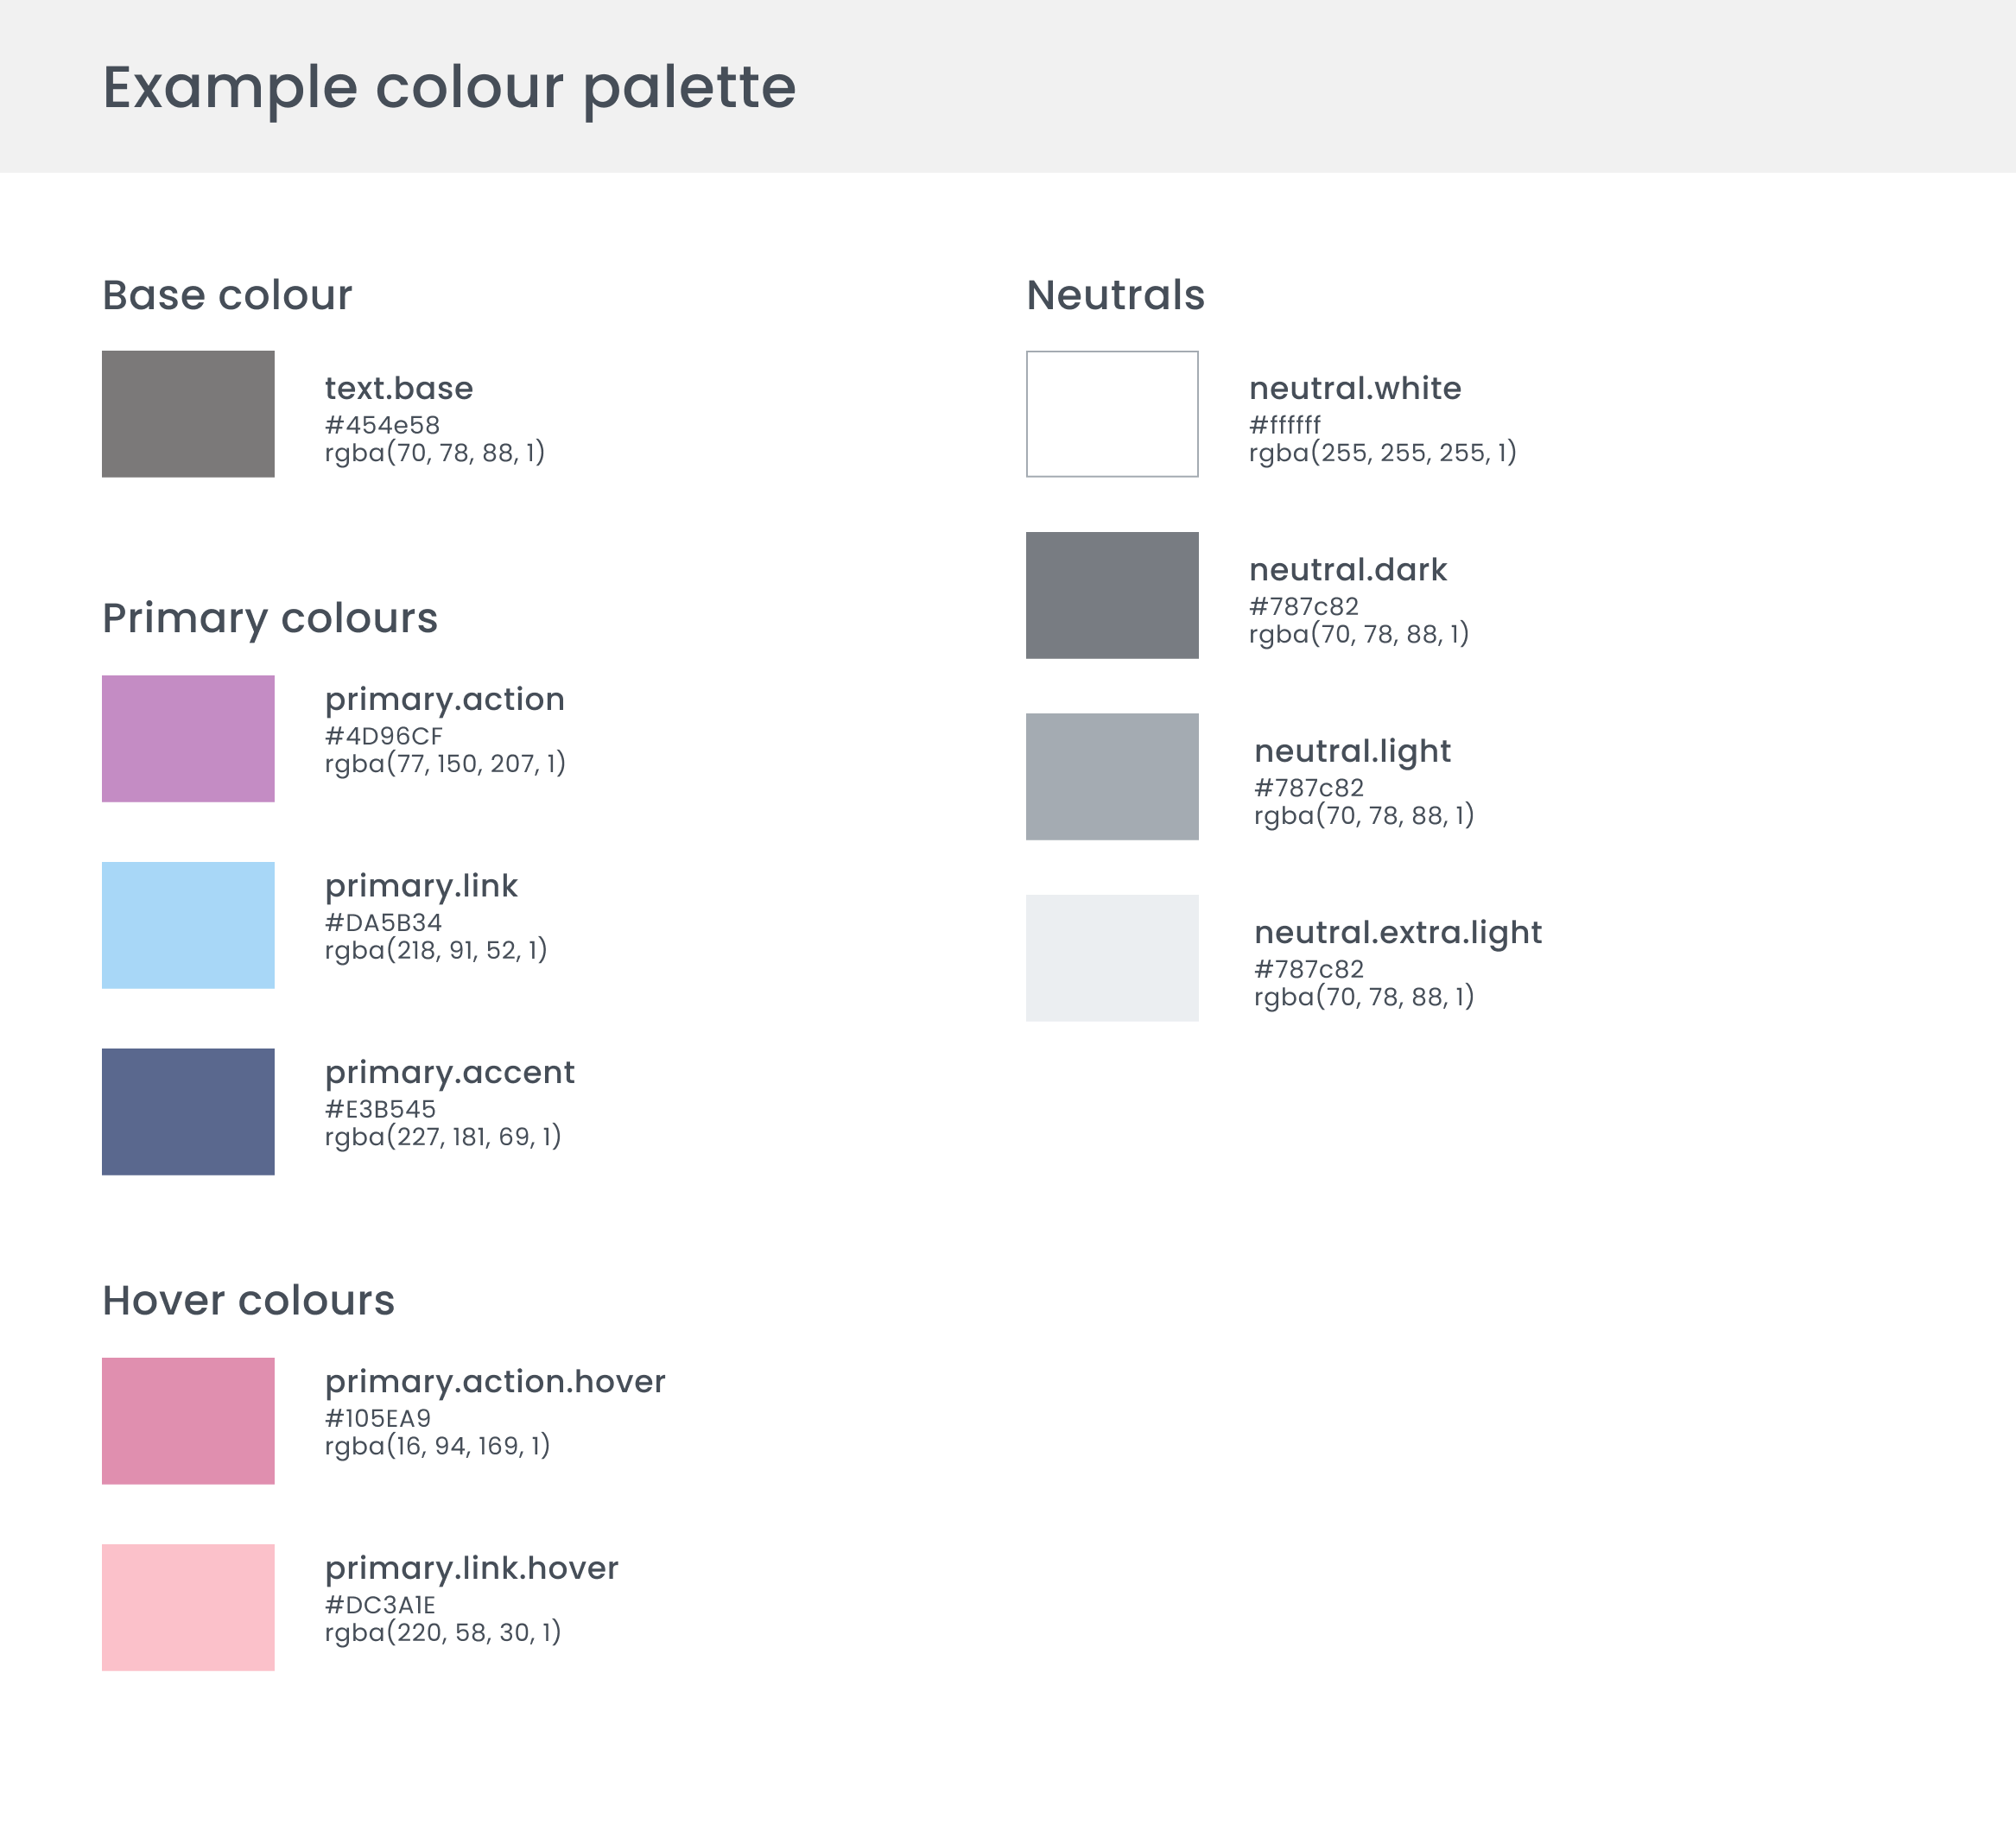 Example colour palette
Base colour
text.base
#454e58
rgba(70, 78, 88, 1)
Primary colours
primary.action
#4D96CF
rgba(77, 150, 207, 1)
primary.link
#DA5B34
rgba(218, 91, 52, 1)
primary.accent
#E3B545
rgba(227, 181, 69, 1)
Hover colours
primary.action.hover
#105EA9
rgba(16, 94, 169, 1)
primary.link.hover
#DC3A1E
rgba(220, 58, 30, 1)
Neutrals
neutral.white
#ffffff
rgba(255, 255, 255, 1)
neutral.dark
#787c82
rgba(70, 78, 88, 1)
neutral.light
#787c82
rgba(70, 78, 88, 1)
neutral.extra.light
#787c82
rgba(70, 78, 88, 1)